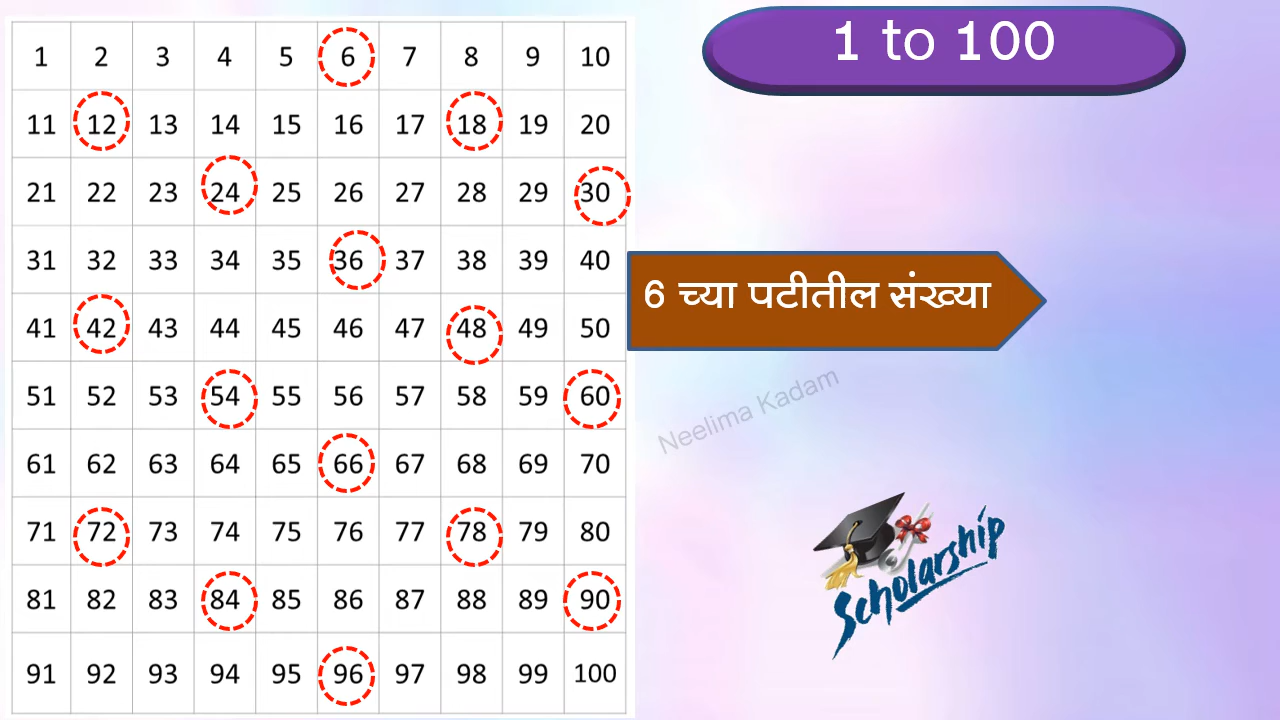 1 2 3 4 5 6 7 8 9 10
11 12 13 14 15 16 17 18 19 20
21 22 23 24 25 26 27 28 29 30
31 32 33 34 35 36 37 38 39 40
41 42 43 44 45 46 47 48 49 50
51 52 53 54 55 56 57 58 59 60
61 62 63 64 65 66 67 68 69 70
71 72 73 74 75 76 77 78 79 80
81 82 83 84 85 86 87 88 89 90
91 92 93 94 95 96 97 98 99 100
1 to 100
6 च्या पटीतील संख्या
Neelima Kadam
Scholarship